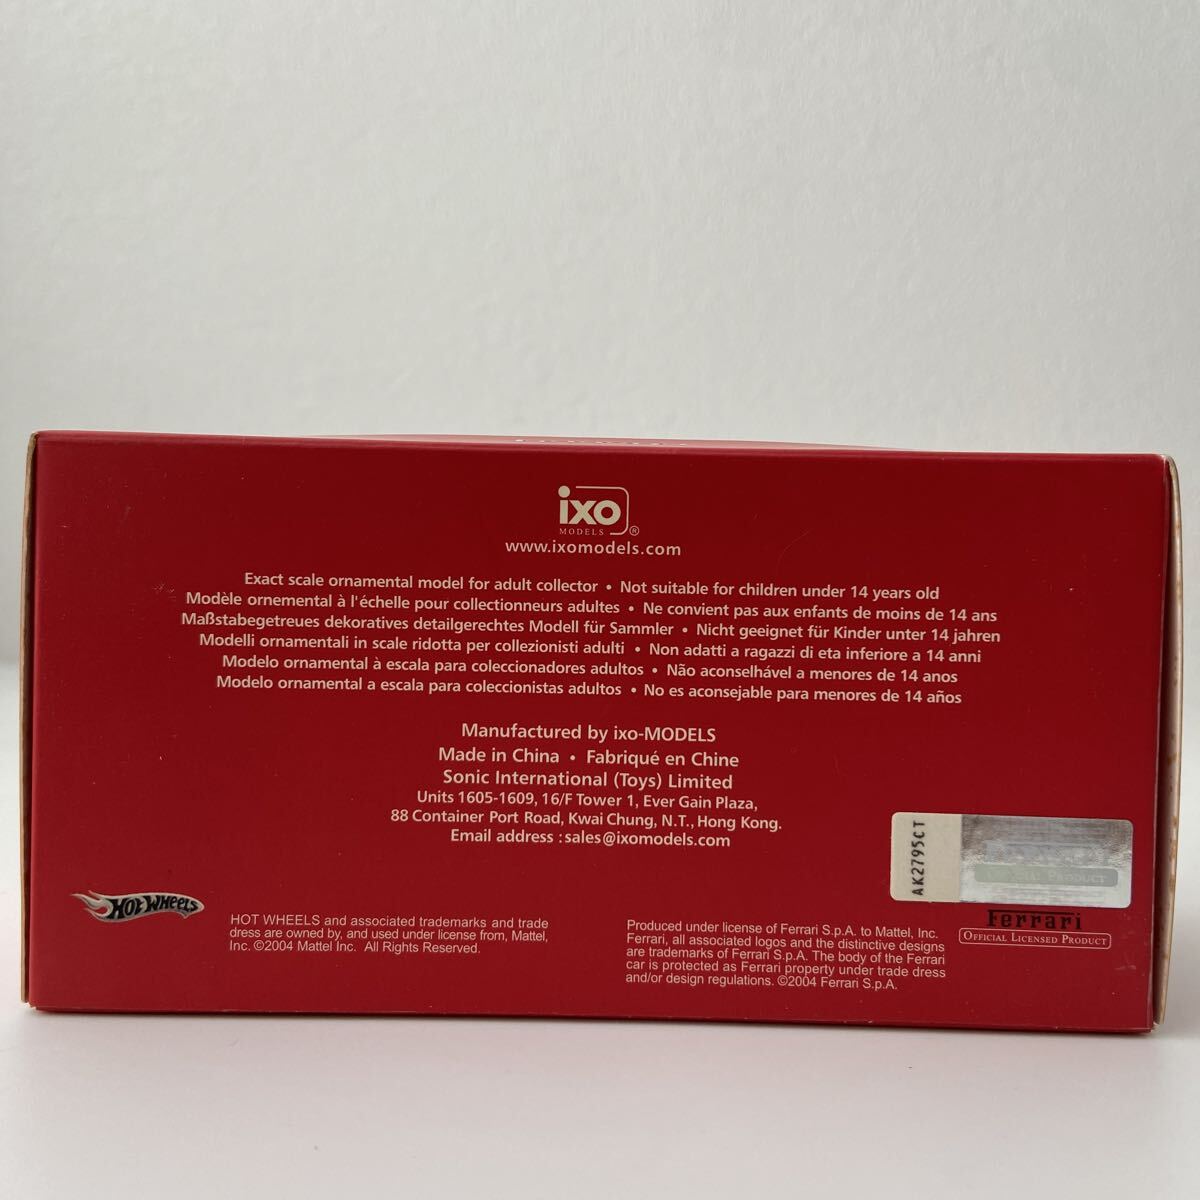 ixo
MODELS ®
www.ixomodels.com
Exact scale ornamental model for adult collector • Not suitable for children under 14 years old
Modèle ornemental à l'échelle pour collectionneurs adultes • Ne convient pas aux enfants de moins de 14 ans
Maßstabegetreues dekoratives detailgerechtes Modell für Sammler • Nicht geeignet für Kinder unter 14 jahren
Modelli ornamentali in scale ridotta per collezionisti adulti • Non adatti a ragazzi di eta inferiore a 14 anni
Modelo ornamental à escala para coleccionadores adultos • Não aconselhável a menores de 14 anos
Modelo ornamental a escala para coleccionistas adultos • No es aconsejable para menores de 14 años
Manufactured by ixo-MODELS
Made in China • Fabriqué en Chine
Sonic International (Toys) Limited
Units 1605-1609, 16/F Tower 1, Ever Gain Plaza,
88 Container Port Road, Kwai Chung, N.T., Hong Kong.
Email address : sales@ixomodels.com
HOT WHEELS
HOT WHEELS and associated trademarks and trade
dress are owned by, and used under license from, Mattel,
Inc. ©2004 Mattel Inc. All Rights Reserved.
Produced under license of Ferrari S.p.A. to Mattel, Inc.
Ferrari, all associated logos and the distinctive designs
are trademarks of Ferrari S.p.A. The body of the Ferrari
car is protected as Ferrari property under trade dress
and/or design regulations. ©2004 Ferrari S.p.A.
AK2795CT
PRODUCT
Ferrari
OFFICIAL LICENSED PRODUCT